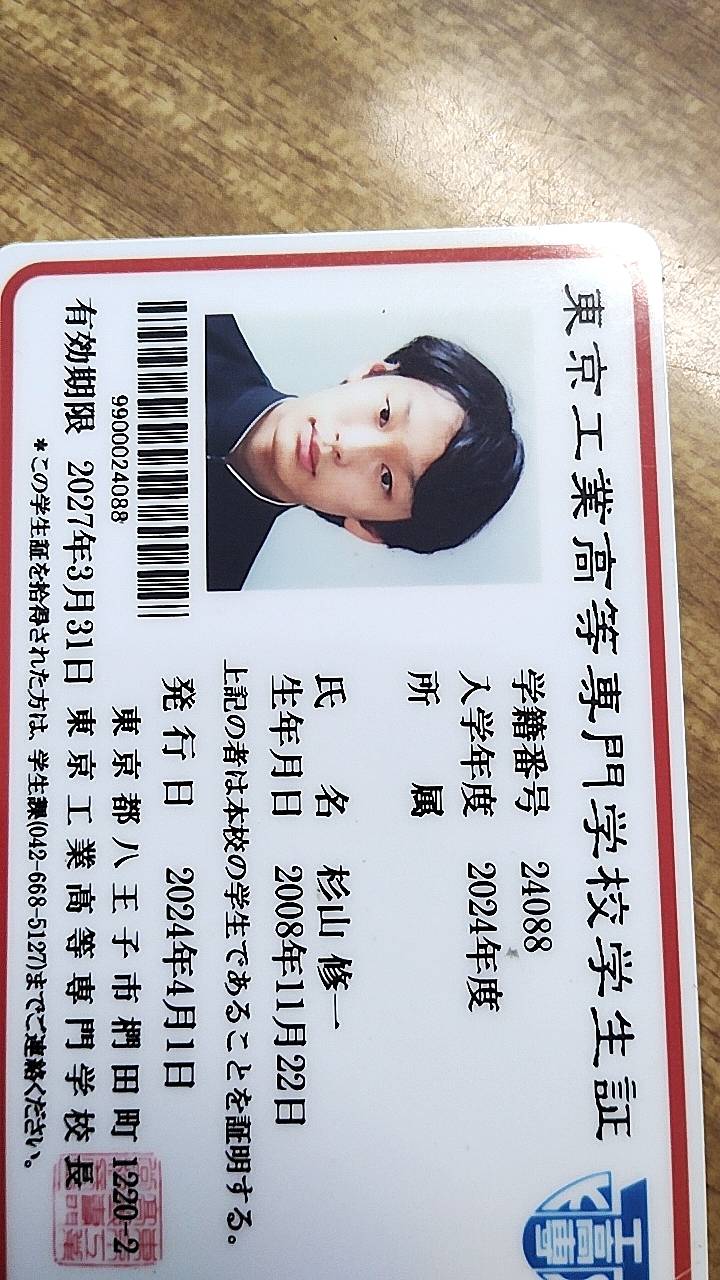 東京工業高等専門学校学生証
学籍番号 24088
入学年度 2024年度
所属
氏名 杉山 修一
生年月日 2008年11月22日
上記の者は本校の学生であることを証明する。
発行日 2024年4月1日
東京都八王子市椚田町1220-2
東京工業高等専門学校長
9900024088
有効期限 2027年3月31日
*この学生証を拾得された方は、学生課(042-668-5127)までご連絡ください。
工高専